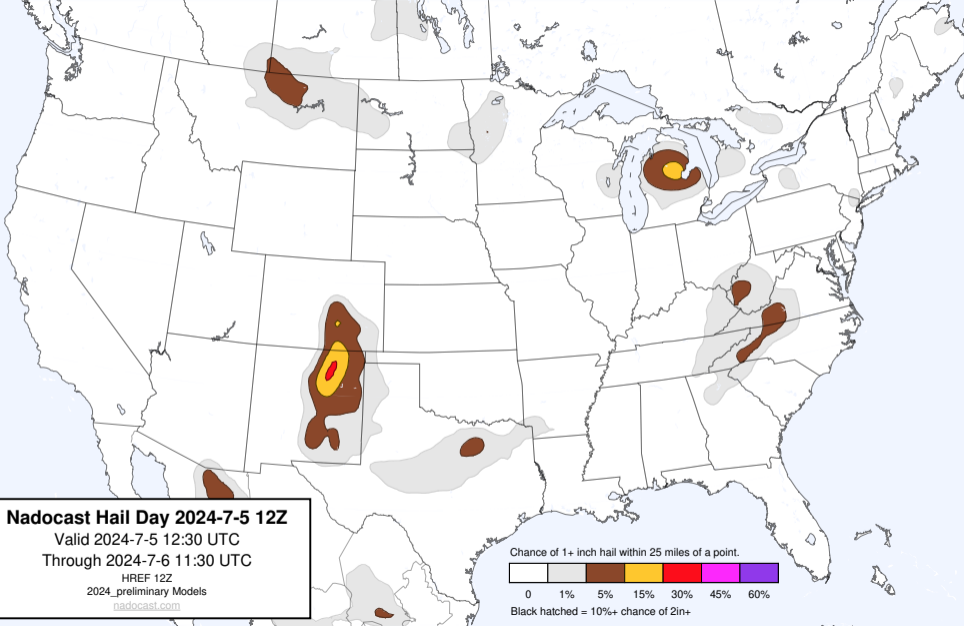 Nadocast Hail Day 2024-7-5 12Z
Valid 2024-7-5 12:30 UTC
Through 2024-7-6 11:30 UTC
HREF 12Z
2024_preliminary Models
nadocast.com
Chance of 1+ inch hail within 25 miles of a point.
0 1% 5% 15% 30% 45% 60%
Black hatched = 10%+ chance of 2in+